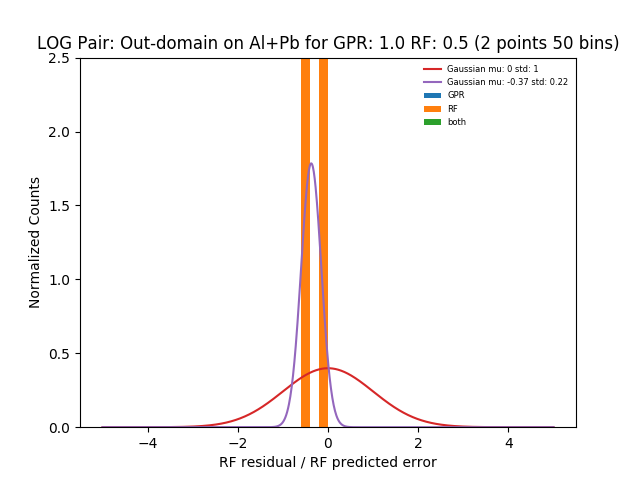 LOG Pair: Out-domain on Al+Pb for GPR: 1.0 RF: 0.5 (2 points 50 bins)
Gaussian mu: 0 std: 1
Gaussian mu: -0.37 std: 0.22
GPR
RF
both
Normalized Counts
2.5
2.0
1.5
1.0
0.5
0.0
−4
−2
0
2
4
RF residual / RF predicted error